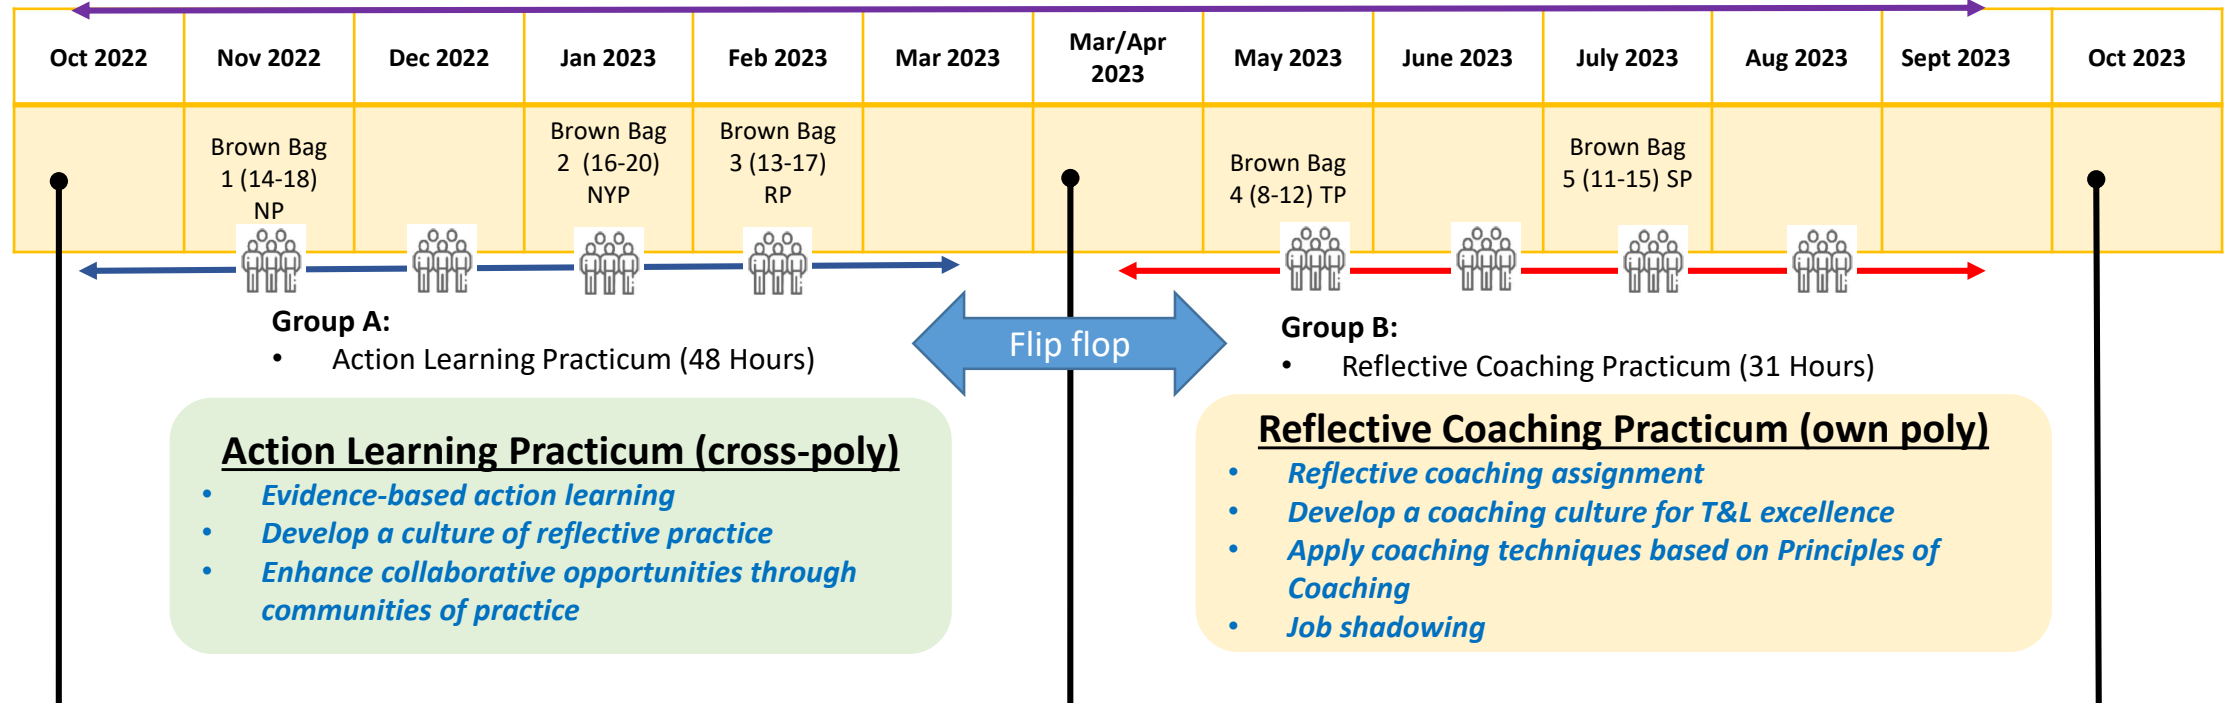 Oct 2022
Nov 2022
Dec 2022
Jan 2023
Feb 2023
Mar 2023
Mar/Apr
2023
May 2023
June 2023
July 2023
Aug 2023
Sept 2023
Oct 2023
Brown Bag
1 (14-18)
NP
Brown Bag
2 (16-20)
NYP
Brown Bag
3 (13-17)
RP
Brown Bag
4 (8-12) TP
Brown Bag
5 (11-15) SP
Group A:
• Action Learning Practicum (48 Hours)
Flip flop
Group B:
• Reflective Coaching Practicum (31 Hours)
Action Learning Practicum (cross-poly)
• Evidence-based action learning
• Develop a culture of reflective practice
• Enhance collaborative opportunities through
communities of practice
Reflective Coaching Practicum (own poly)
• Reflective coaching assignment
• Develop a coaching culture for T&L excellence
• Apply coaching techniques based on Principles of
Coaching
• Job shadowing